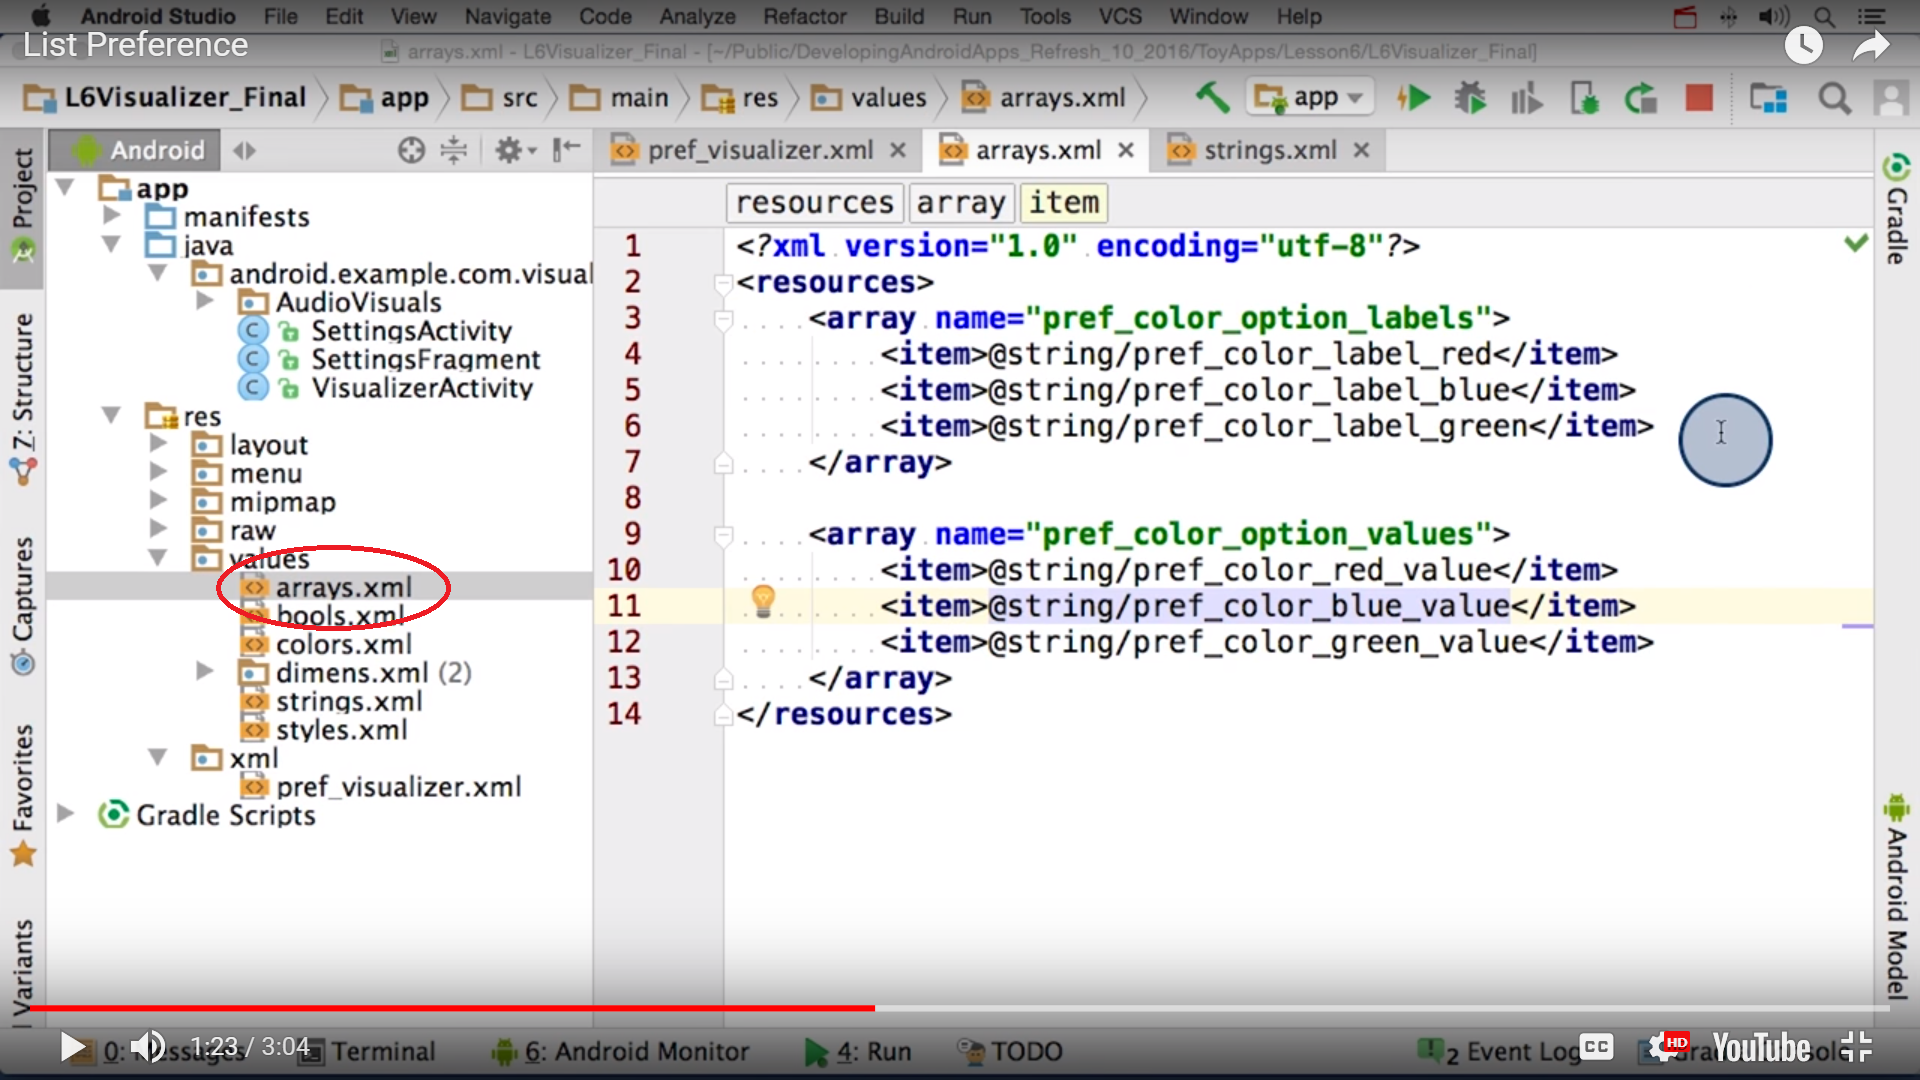 Android Studio File Edit View Navigate Code Analyze Refactor Build Run Tools VCS Window Help
List Preference
arrays.xml - L6Visualizer_Final - [~/Public/DevelopingAndroidApps_Refresh_10_2016/ToyApps/Lesson6/L6Visualizer_Final]
L6Visualizer_Final app src main res values arrays.xml app
Android
pref_visualizer.xml arrays.xml strings.xml
Project
Z: Structure
Captures
Favorites
Variants
app
manifests
java
android.example.com.visual
AudioVisuals
SettingsActivity
SettingsFragment
VisualizerActivity
res
layout
menu
mipmap
raw
values
arrays.xml
bools.xml
colors.xml
dimens.xml (2)
strings.xml
styles.xml
xml
pref_visualizer.xml
Gradle Scripts
resources array item
1 <?xml version="1.0" encoding="utf-8"?>
2 <resources>
3 <array name="pref_color_option_labels">
4 <item>@string/pref_color_label_red</item>
5 <item>@string/pref_color_label_blue</item>
6 <item>@string/pref_color_label_green</item>
7 </array>
8
9 <array name="pref_color_option_values">
10 <item>@string/pref_color_red_value</item>
11 <item>@string/pref_color_blue_value</item>
12 <item>@string/pref_color_green_value</item>
13 </array>
14 </resources>
Gradle
Android Model
1:23 / 3:04
0: Messages Terminal 6: Android Monitor 4: Run TODO 2 Event Log CC HD YouTube